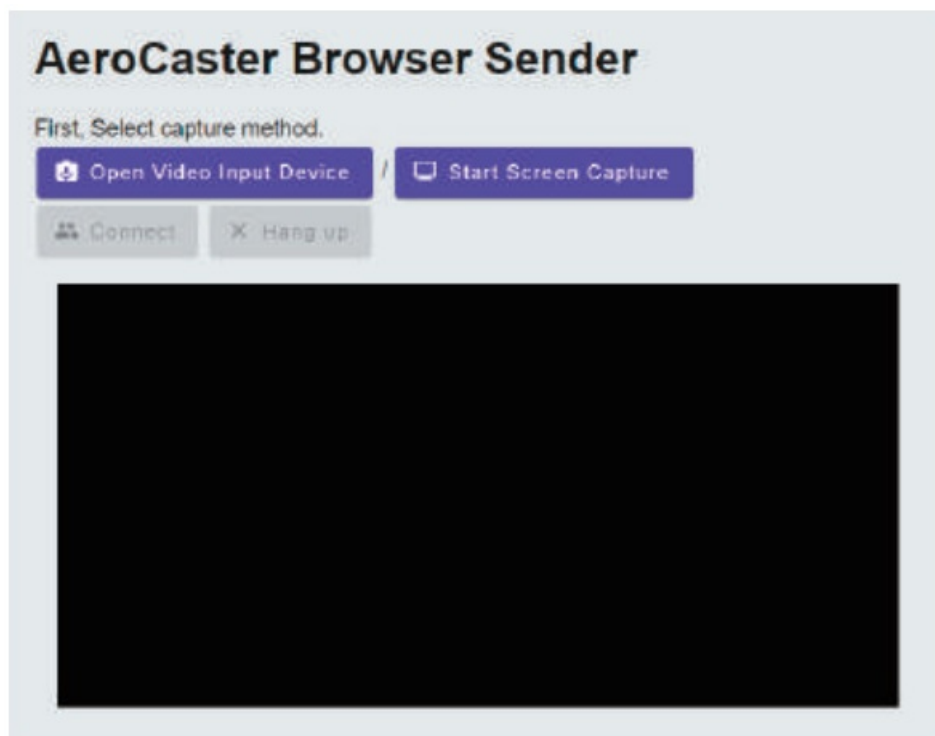 AeroCaster Browser Sender
First, Select capture method.
Open Video Input Device / Start Screen Capture
Connect Hang up